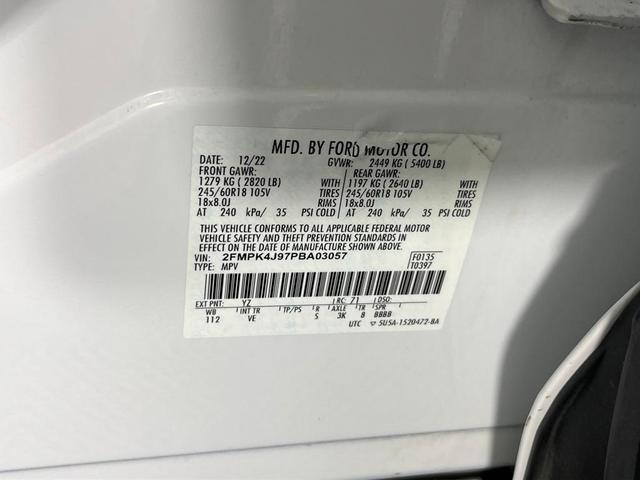 MFD. BY FORD MOTOR CO.
DATE: 12/22 GVWR: 2449 KG ( 5400 LB)
FRONT GAWR: REAR GAWR:
1279 KG ( 2820 LB) WITH 1197 KG ( 2640 LB) WITH
245/60R18 105V TIRES 245/60R18 105V TIRES
18x8.0J RIMS 18x8.0J RIMS
AT 240 kPa/ 35 PSI COLD AT 240 kPa/ 35 PSI COLD
THIS VEHICLE CONFORMS TO ALL APPLICABLE FEDERAL MOTOR
VEHICLE SAFETY AND THEFT PREVENTION STANDARDS IN
EFFECT ON THE DATE OF MANUFACTURE SHOWN ABOVE.
VIN: 2FMPK4J97PBA03057 F0135
TYPE: MPV T0397
EXT PNT: YZ RC: 71 DSO:
WB INT TR TP/PS R AXLE TR SPR
112 VE S 3K 8 BBBB
UTC ▽ 5U5A-1520472-BA